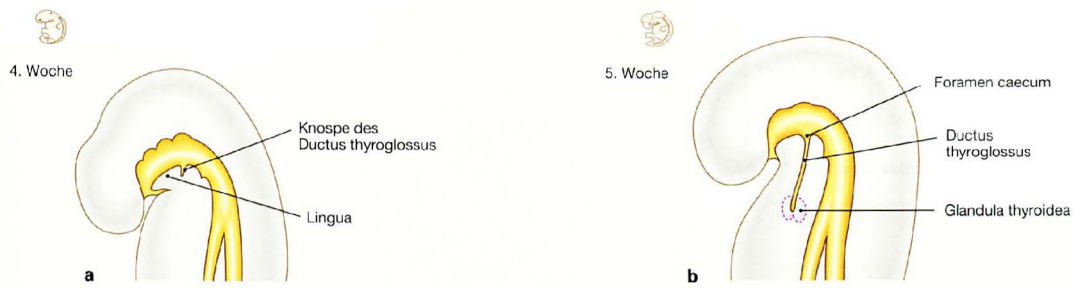 4. Woche
Knospe des
Ductus thyroglossus
Lingua
a
5. Woche
Foramen caecum
Ductus
thyroglossus
Glandula thyroidea
b